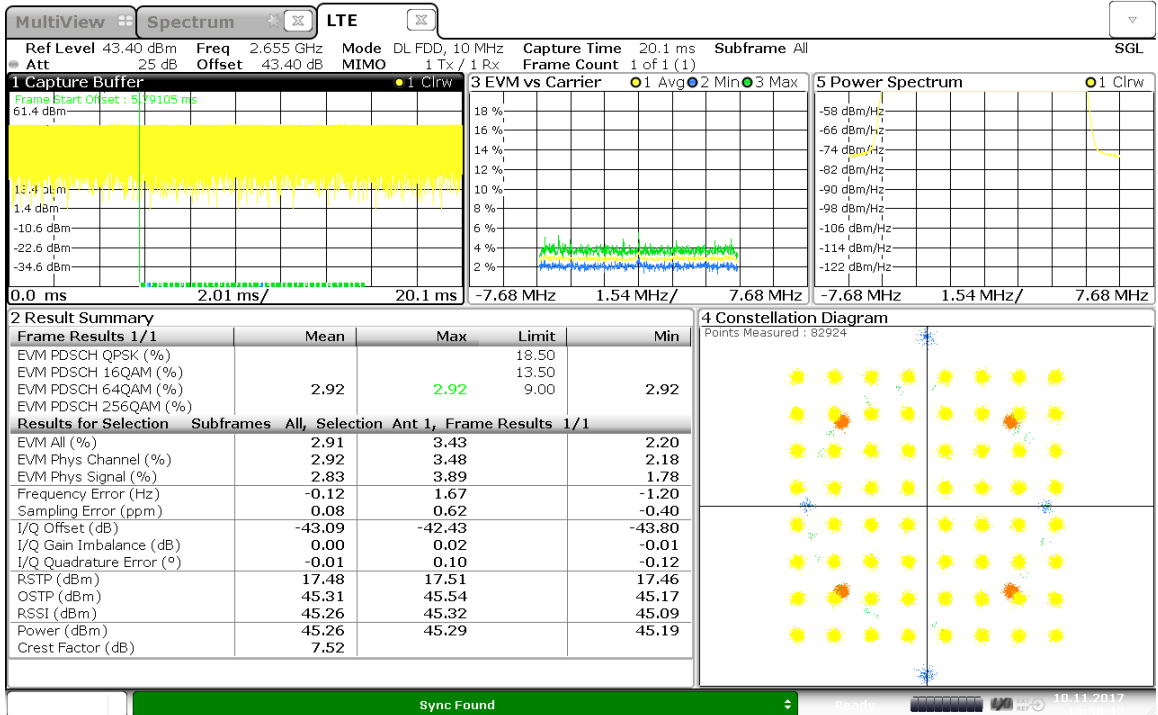 MultiView Spectrum LTE
Ref Level 43.40 dBm Freq 2.655 GHz Mode DL FDD, 10 MHz Capture Time 20.1 ms Subframe All SGL
Att 25 dB Offset 43.40 dB MIMO 1 Tx / 1 Rx Frame Count 1 of 1 (1)
1 Capture Buffer 1 Clrw
Frame Start Offset : 5.79105 ms
61.4 dBm
1.4 dBm
-10.6 dBm
-22.6 dBm
-34.6 dBm
0.0 ms 2.01 ms/ 20.1 ms
3 EVM vs Carrier 1 Avg 2 Min 3 Max
18 %
16 %
14 %
12 %
10 %
8 %
6 %
4 %
2 %
-7.68 MHz 1.54 MHz/ 7.68 MHz
5 Power Spectrum 1 Clrw
-58 dBm/Hz
-66 dBm/Hz
-74 dBm/Hz
-82 dBm/Hz
-90 dBm/Hz
-98 dBm/Hz
-106 dBm/Hz
-114 dBm/Hz
-122 dBm/Hz
-7.68 MHz 1.54 MHz/ 7.68 MHz
2 Result Summary
Frame Results 1/1 Mean Max Limit Min
EVM PDSCH QPSK (%) 18.50
EVM PDSCH 16QAM (%) 13.50
EVM PDSCH 64QAM (%) 2.92 2.92 9.00 2.92
EVM PDSCH 256QAM (%)
Results for Selection Subframes All, Selection Ant 1, Frame Results 1/1
EVM All (%) 2.91 3.43 2.20
EVM Phys Channel (%) 2.92 3.48 2.18
EVM Phys Signal (%) 2.83 3.89 1.78
Frequency Error (Hz) -0.12 1.67 -1.20
Sampling Error (ppm) 0.08 0.62 -0.40
I/Q Offset (dB) -43.09 -42.43 -43.80
I/Q Gain Imbalance (dB) 0.00 0.02 -0.01
I/Q Quadrature Error (°) -0.01 0.10 -0.12
RSTP (dBm) 17.48 17.51 17.46
OSTP (dBm) 45.31 45.54 45.17
RSSI (dBm) 45.26 45.32 45.09
Power (dBm) 45.26 45.29 45.19
Crest Factor (dB) 7.52
4 Constellation Diagram
Points Measured : 82924
Sync Found Ready LXI EXT REF 10.11.2017